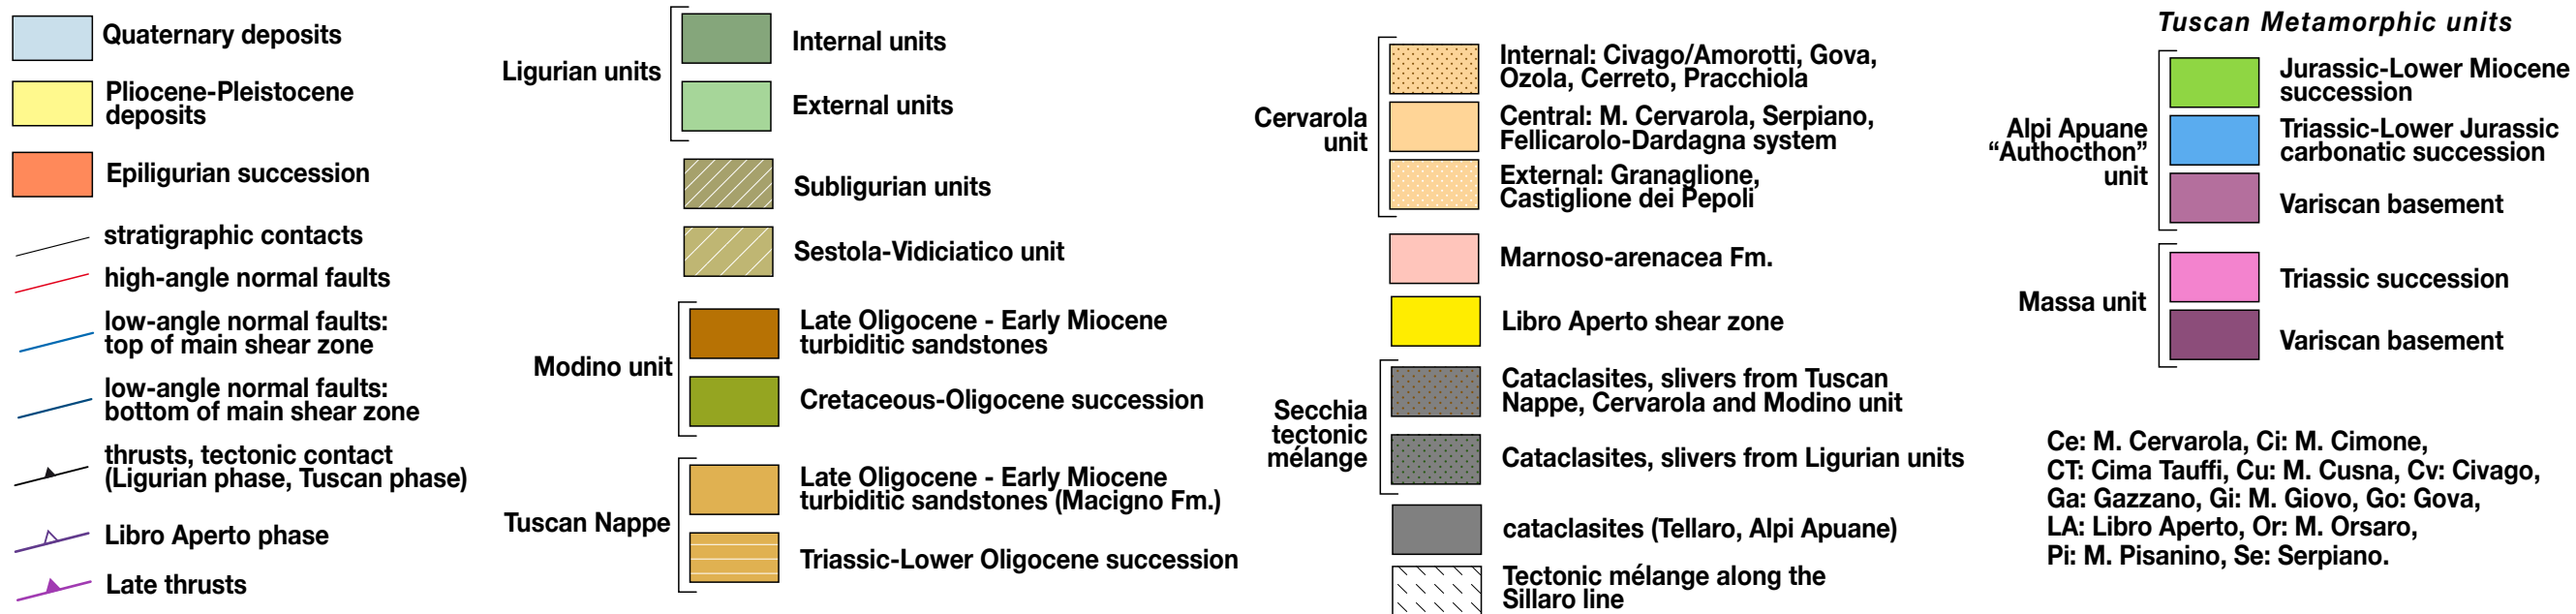 Quaternary deposits
Pliocene-Pleistocene
deposits
Epiligurian succession
stratigraphic contacts
high-angle normal faults
low-angle normal faults:
top of main shear zone
low-angle normal faults:
bottom of main shear zone
thrusts, tectonic contact
(Ligurian phase, Tuscan phase)
Libro Aperto phase
Late thrusts
Ligurian units
Internal units
External units
Subligurian units
Sestola-Vidiciatico unit
Modino unit
Late Oligocene - Early Miocene
turbiditic sandstones
Cretaceous-Oligocene succession
Tuscan Nappe
Late Oligocene - Early Miocene
turbiditic sandstones (Macigno Fm.)
Triassic-Lower Oligocene succession
Cervarola
unit
Internal: Civago/Amorotti, Gova,
Ozola, Cerreto, Pracchiola
Central: M. Cervarola, Serpiano,
Fellicarolo-Dardagna system
External: Granaglione,
Castiglione dei Pepoli
Marnoso-arenacea Fm.
Libro Aperto shear zone
Secchia
tectonic
mélange
Cataclasites, slivers from Tuscan
Nappe, Cervarola and Modino unit
Cataclasites, slivers from Ligurian units
cataclasites (Tellaro, Alpi Apuane)
Tectonic mélange along the
Sillaro line
Tuscan Metamorphic units
Alpi Apuane
“Authocthon”
unit
Jurassic-Lower Miocene
succession
Triassic-Lower Jurassic
carbonatic succession
Variscan basement
Massa unit
Triassic succession
Variscan basement
Ce: M. Cervarola, Ci: M. Cimone,
CT: Cima Tauffi, Cu: M. Cusna, Cv: Civago,
Ga: Gazzano, Gi: M. Giovo, Go: Gova,
LA: Libro Aperto, Or: M. Orsaro,
Pi: M. Pisanino, Se: Serpiano.